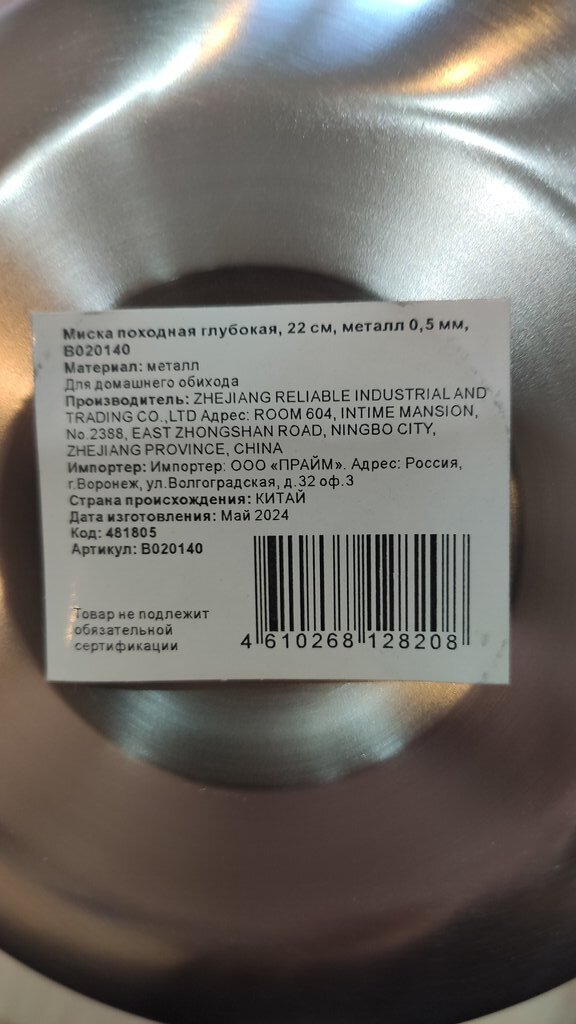 Миска походная глубокая, 22 см, металл 0,5 мм,
В020140
Материал: металл
Для домашнего обихода
Производитель: ZHEJIANG RELIABLE INDUSTRIAL AND
TRADING CO.,LTD Адрес: ROOM 604, INTIME MANSION,
No.2388, EAST ZHONGSHAN ROAD, NINGBO CITY,
ZHEJIANG PROVINCE, CHINA
Импортер: Импортер: ООО «ПРАЙМ». Адрес: Россия,
г.Воронеж, ул.Волгоградская, д.32 оф.3
Страна происхождения: КИТАЙ
Дата изготовления: Май 2024
Код: 481805
Артикул: В020140
Товар не подлежит
обязательной
сертификации
4 610268 128208